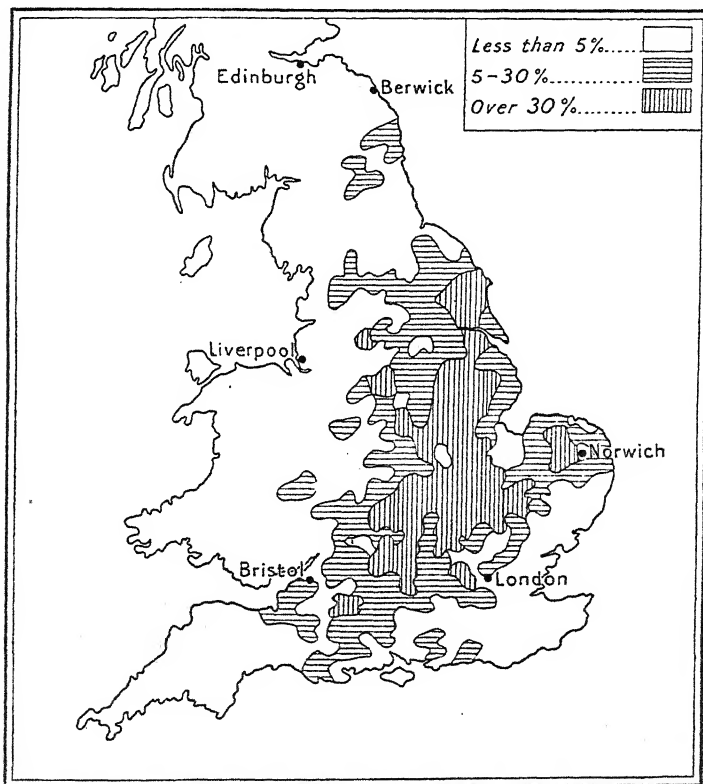 Less than 5%......
5-30%..........
Over 30%........
Edinburgh
Berwick
Liverpool
Norwich
Bristol
London